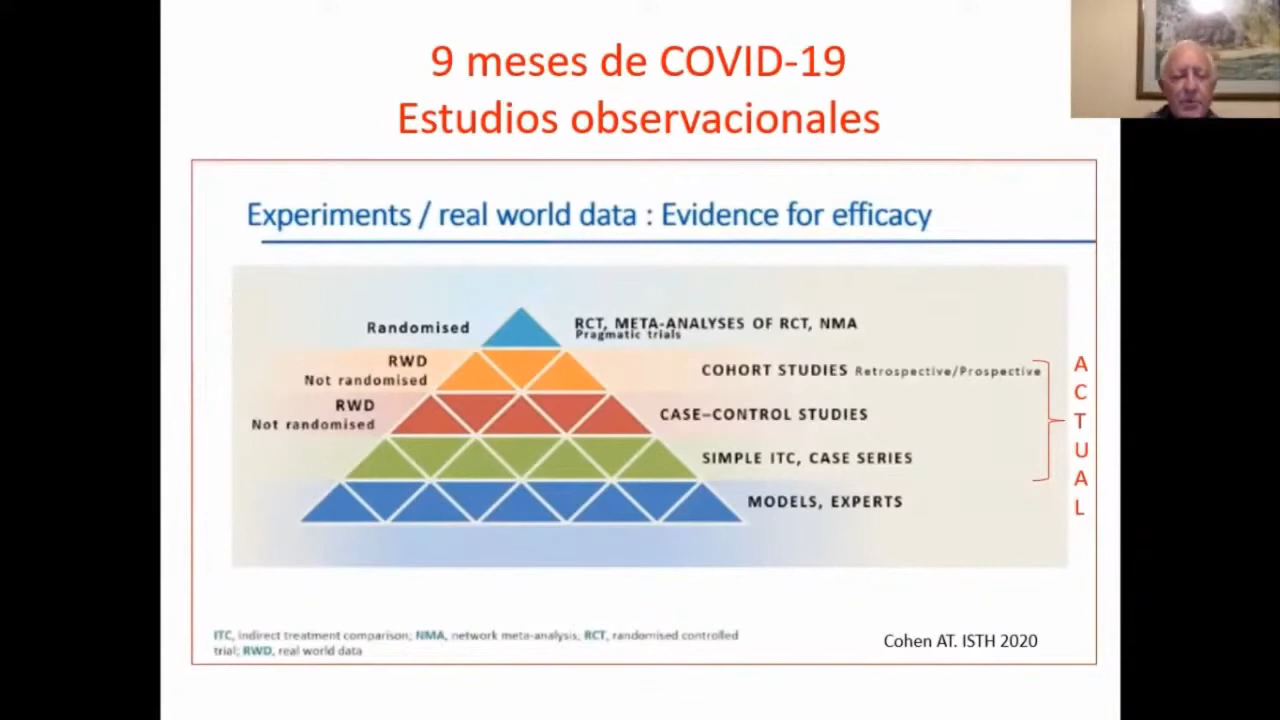 9 meses de COVID-19
Estudios observacionales
Experiments / real world data : Evidence for efficacy
Randomised
RCT, META-ANALYSES OF RCT, NMA
Pragmatic trials
RWD
Not randomised
COHORT STUDIES Retrospective/Prospective
RWD
Not randomised
CASE–CONTROL STUDIES
SIMPLE ITC, CASE SERIES
MODELS, EXPERTS
A
C
T
U
A
L
ITC, indirect treatment comparison; NMA, network meta-analysis, RCT, randomised controlled
trial; RWD, real world data
Cohen AT. ISTH 2020